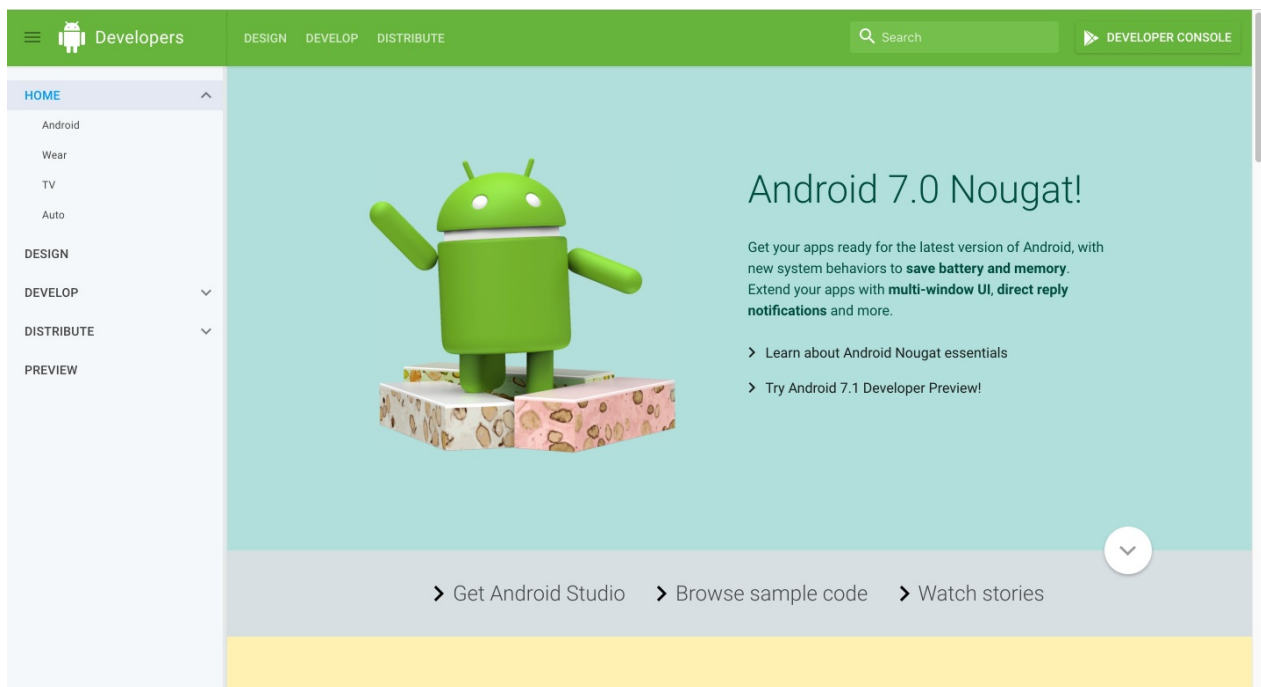 Developers
DESIGN DEVELOP DISTRIBUTE
Search
DEVELOPER CONSOLE
HOME
Android
Wear
TV
Auto
DESIGN
DEVELOP
DISTRIBUTE
PREVIEW
Android 7.0 Nougat!
Get your apps ready for the latest version of Android, with
new system behaviors to save battery and memory.
Extend your apps with multi-window UI, direct reply
notifications and more.
Learn about Android Nougat essentials
Try Android 7.1 Developer Preview!
Get Android Studio Browse sample code Watch stories